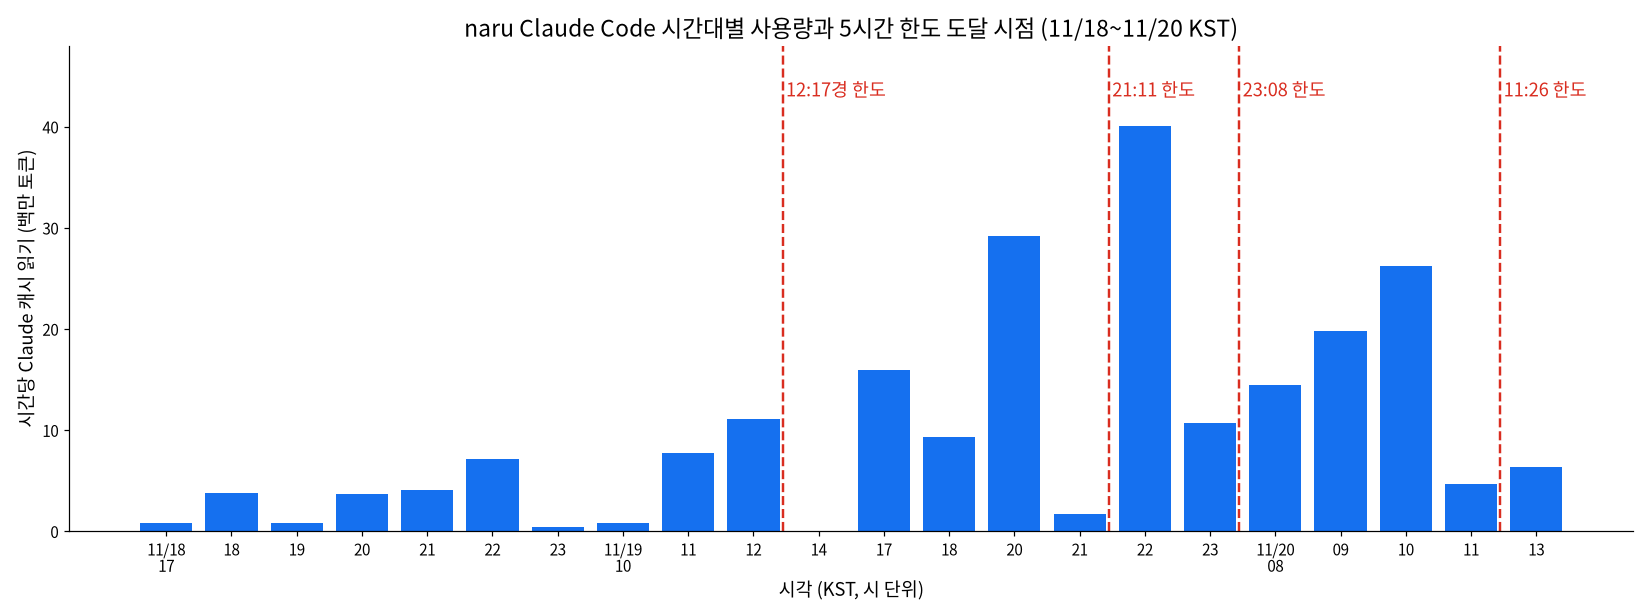 naru Claude Code 시간대별 사용량과 5시간 한도 도달 시점 (11/18~11/20 KST)
12:17경 한도
21:11 한도
23:08 한도
11:26 한도
시간당 Claude 캐시 읽기 (백만 토큰)
40
30
20
10
0
11/18 18 19 20 21 22 23 11/19 11 12 14 17 18 20 21 22 23 11/20 09 10 11 13
17 10 08
시각 (KST, 시 단위)